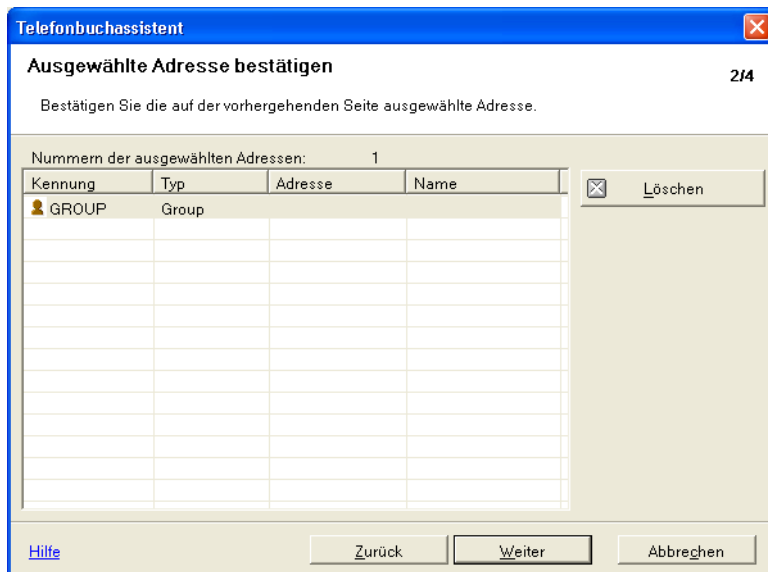 Telefonbuchassistent
Ausgewählte Adresse bestätigen
2/4
Bestätigen Sie die auf der vorhergehenden Seite ausgewählte Adresse.
Nummern der ausgewählten Adressen: 1
Kennung Typ Adresse Name
Löschen
GROUP Group
Hilfe Zurück Weiter Abbrechen